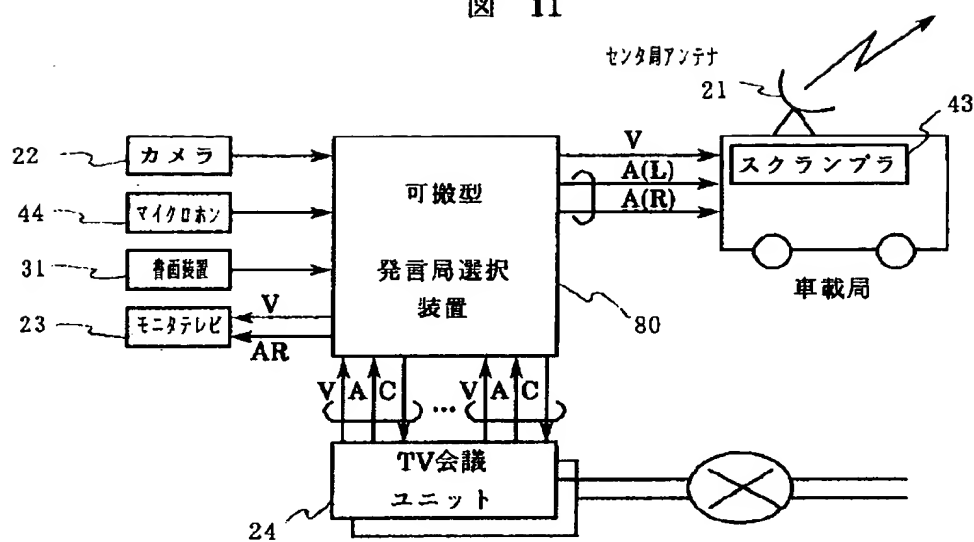 図 11
センタ局アンテナ
21
43
22
カメラ
44
マイクロホン
31
書画装置
23
モニタテレビ
V
AR
可搬型
発言局選択
装置
80
V
A(L)
A(R)
スクランブラ
車載局
V A C … V A C
TV会議
ユニット
24